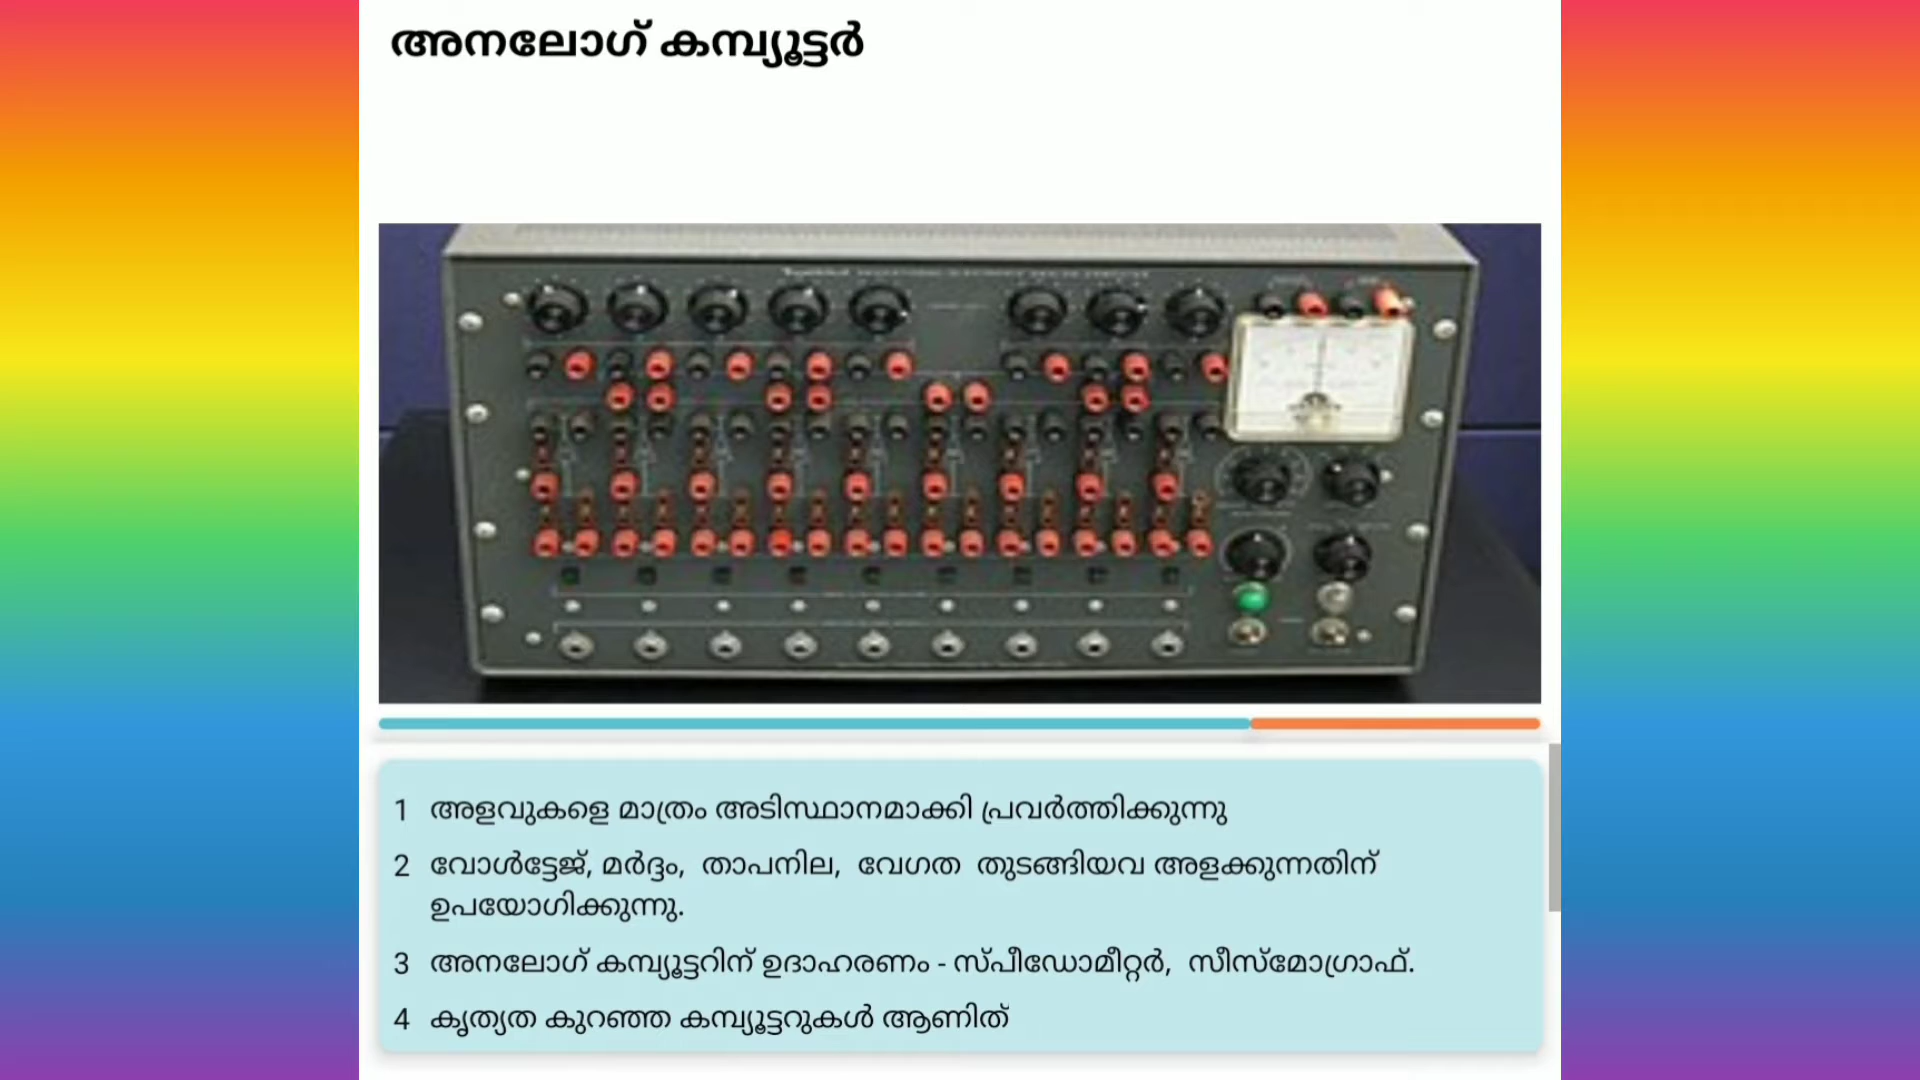 അനലോഗ് കമ്പ്യൂട്ടർ
1 അളവുകളെ മാത്രം അടിസ്ഥാനമാക്കി പ്രവർത്തിക്കുന്നു
2 വോൾട്ടേജ്, മർദ്ദം, താപനില, വേഗത തുടങ്ങിയവ അളക്കുന്നതിന്
ഉപയോഗിക്കുന്നു.
3 അനലോഗ് കമ്പ്യൂട്ടറിന് ഉദാഹരണം - സ്പീഡോമീറ്റർ, സീസ്മോഗ്രാഫ്.
4 കൃത്യത കുറഞ്ഞ കമ്പ്യൂട്ടറുകൾ ആണിത്